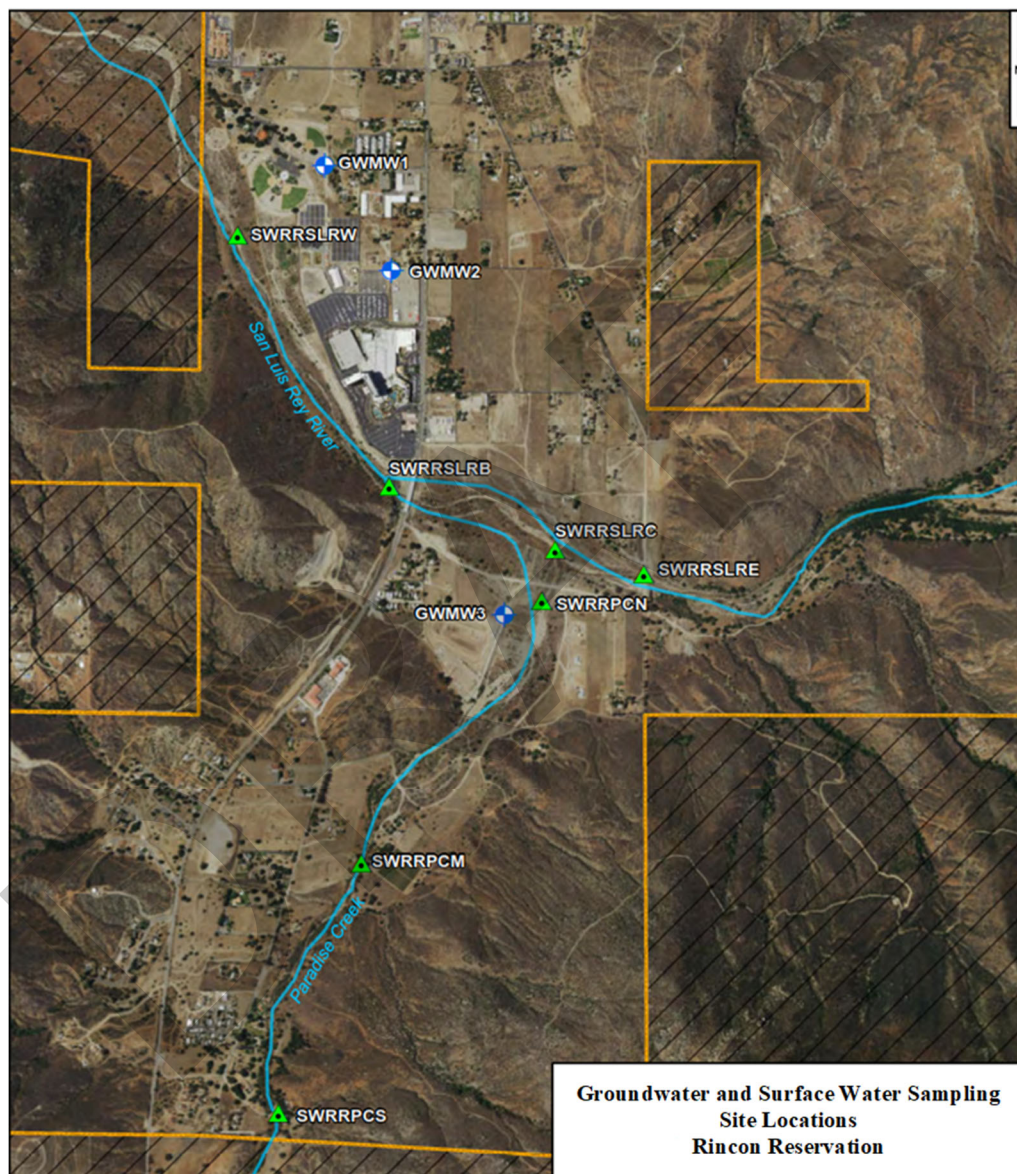 GWMW1
SWRRSLRW
GWMW2
San Luis Rey River
SWRRSLRB
SWRRSLRC
SWRRSLRE
SWRRPCN
GWMW3
SWRRPCM
Paradise Creek
SWRRPCS
Groundwater and Surface Water Sampling
Site Locations
Rincon Reservation